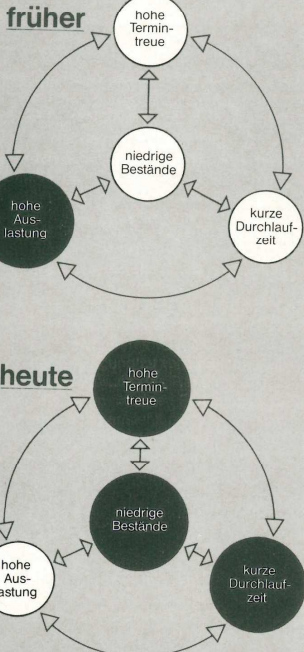 früher
hohe
Termin-
treue
niedrige
Bestände
hohe
Aus-
lastung
kurze
Durchlauf-
zeit
heute
hohe
Termin-
treue
niedrige
Bestände
hohe
Aus-
astung
kurze
Durchlauf-
zeit